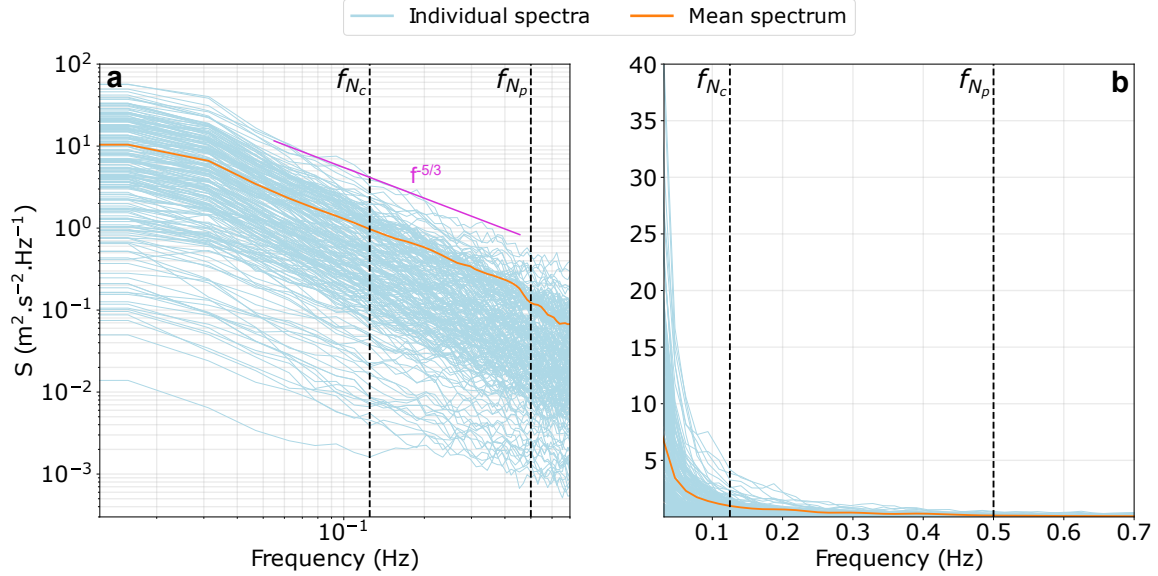 Individual spectra Mean spectrum
a
f_{N_c}
f_{N_p}
f^{-5/3}
10^2
10^1
10^0
10^{-1}
10^{-2}
10^{-3}
S (m^2.s^{-2}.Hz^{-1})
10^{-1}
Frequency (Hz)
b
f_{N_c}
f_{N_p}
40
35
30
25
20
15
10
5
0.1 0.2 0.3 0.4 0.5 0.6 0.7
Frequency (Hz)